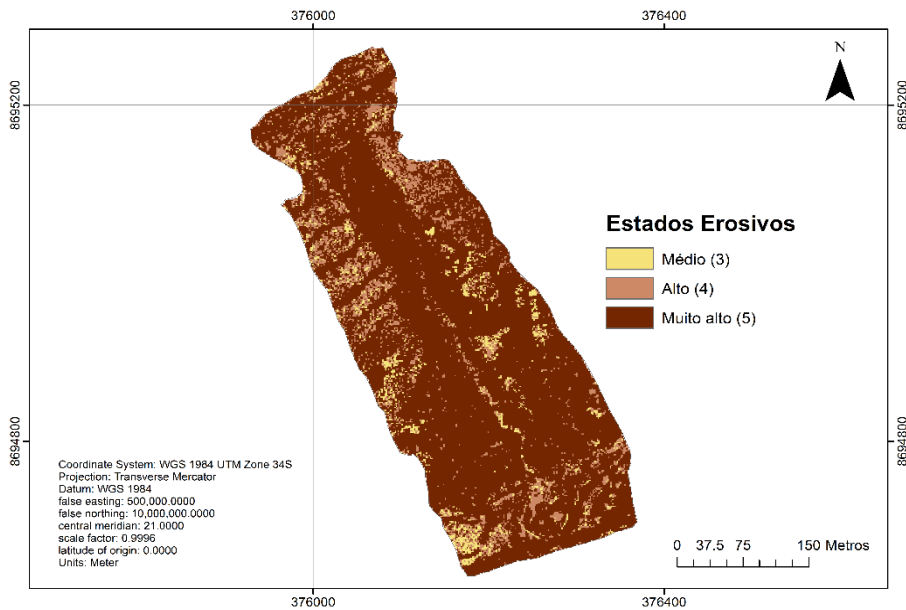 376000 376400
N
8695200 8695200
Estados Erosivos
Médio (3)
Alto (4)
Muito alto (5)
8694800 8694800
Coordinate System: WGS 1984 UTM Zone 34S
Projection: Transverse Mercator
Datum: WGS 1984
false easting: 500,000.0000
false northing: 10,000,000.0000
central meridian: 21.0000
scale factor: 0.9996
latitude of origin: 0.0000
Units: Meter
0 37.5 75 150 Metros
376000 376400